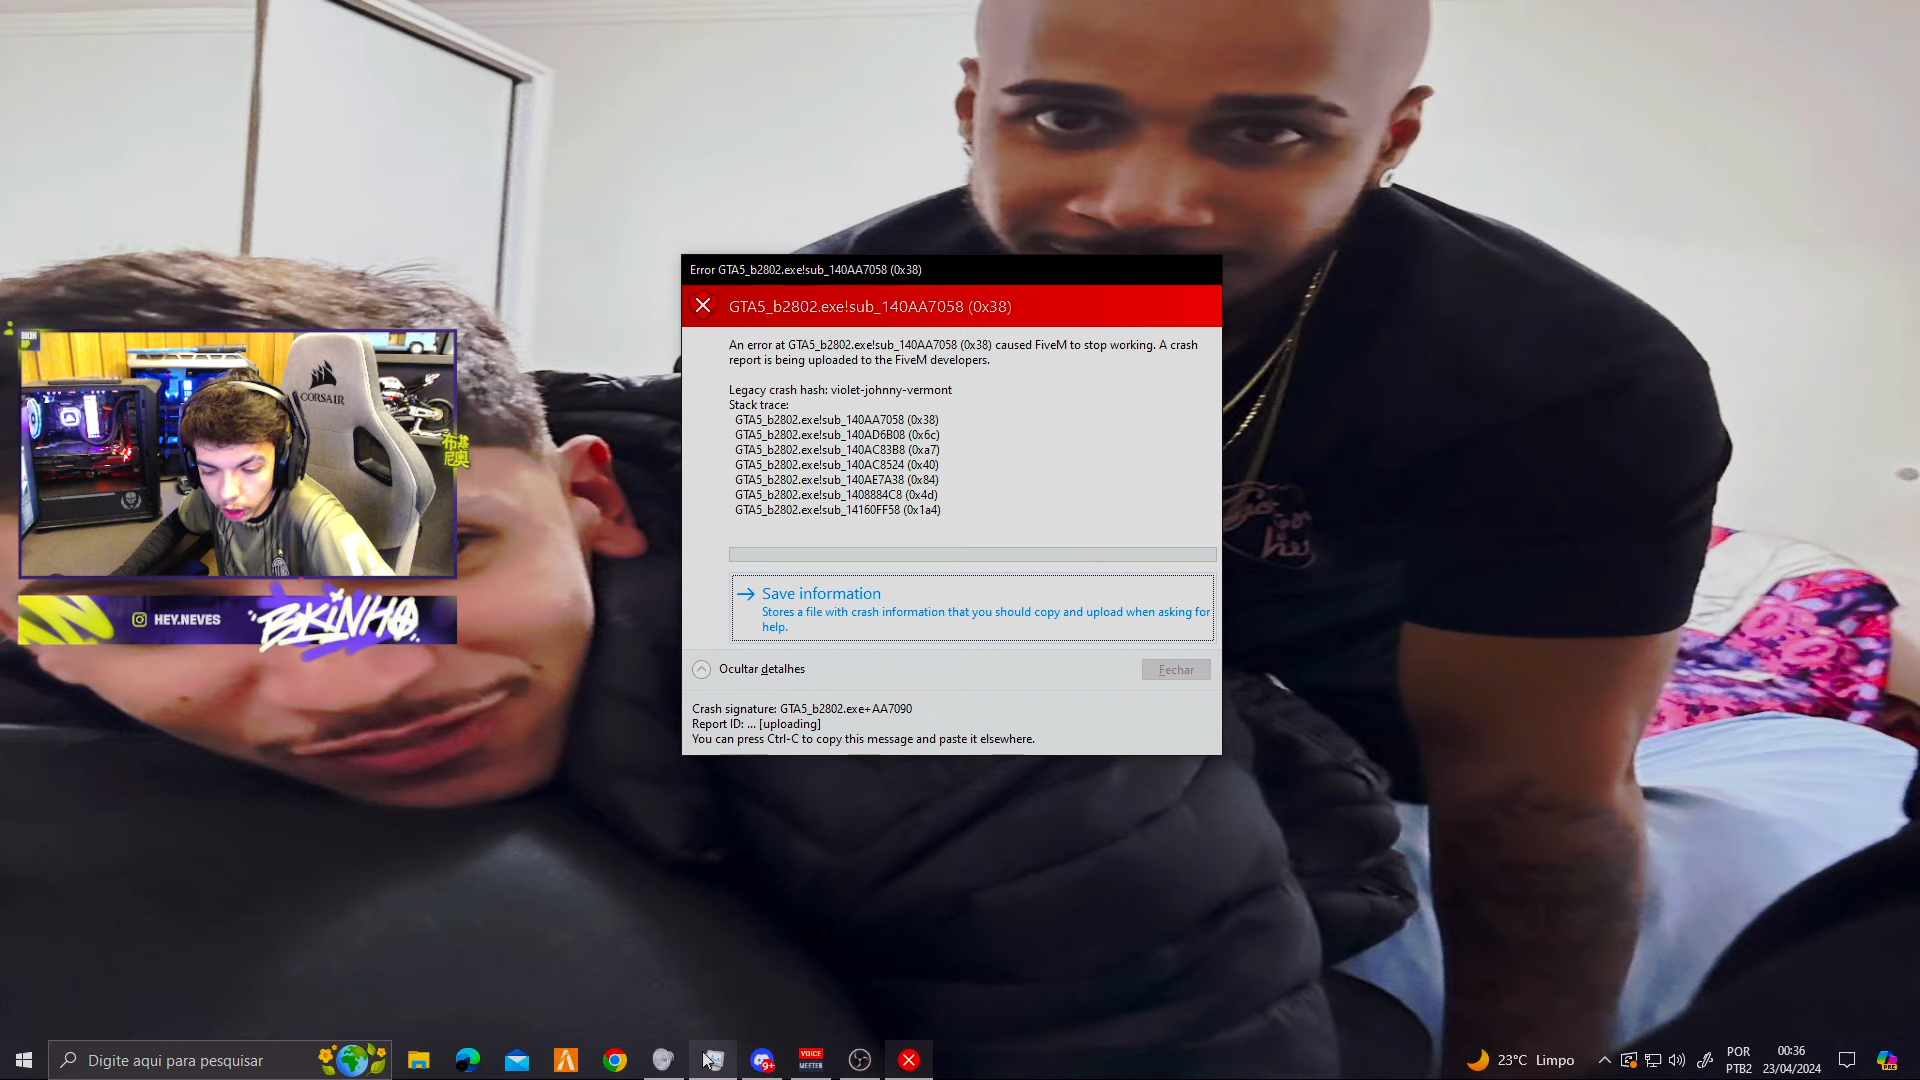 Error GTA5_b2802.exe!sub_140AA7058 (0x38)
GTA5_b2802.exe!sub_140AA7058 (0x38)
An error at GTA5_b2802.exe!sub_140AA7058 (0x38) caused FiveM to stop working. A crash
report is being uploaded to the FiveM developers.
Legacy crash hash: violet-johnny-vermont
Stack trace:
GTA5_b2802.exe!sub_140AA7058 (0x38)
GTA5_b2802.exe!sub_140AD6B08 (0x6c)
GTA5_b2802.exe!sub_140AC83B8 (0xa7)
GTA5_b2802.exe!sub_140AC8524 (0x40)
GTA5_b2802.exe!sub_140AE7A38 (0x84)
GTA5_b2802.exe!sub_1408884C8 (0x4d)
GTA5_b2802.exe!sub_14160FF58 (0x1a4)
Save information
Stores a file with crash information that you should copy and upload when asking for
help.
Ocultar detalhes
Fechar
Crash signature: GTA5_b2802.exe+AA7090
Report ID: ... [uploading]
You can press Ctrl-C to copy this message and paste it elsewhere.
CORSAIR
布基
尼奥
HEY.NEVES
BKINHO
Digite aqui para pesquisar
9+
VOICE
MEETER
23°C Limpo
POR
PTB2
00:36
23/04/2024
PRE